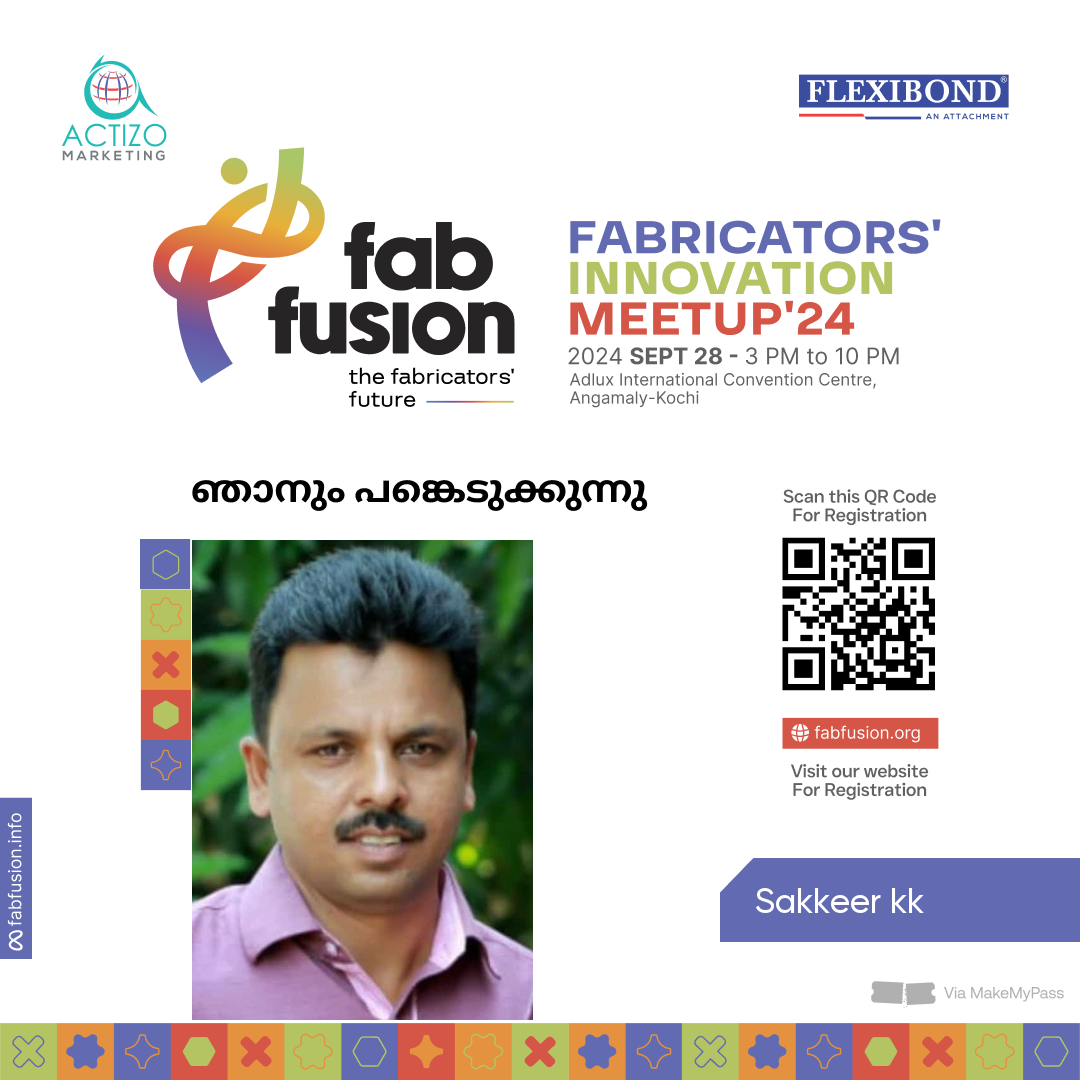 ACTIZO
MARKETING
FLEXIBOND®
AN ATTACHMENT
fab
fusion
the fabricators'
future
FABRICATORS'
INNOVATION
MEETUP'24
2024 SEPT 28 - 3 PM to 10 PM
Adlux International Convention Centre,
Angamaly-Kochi
ഞാനും പങ്കെടുക്കുന്നു
Scan this QR Code
For Registration
fabfusion.org
Visit our website
For Registration
fabfusion.info
Sakkeer kk
Via MakeMyPass